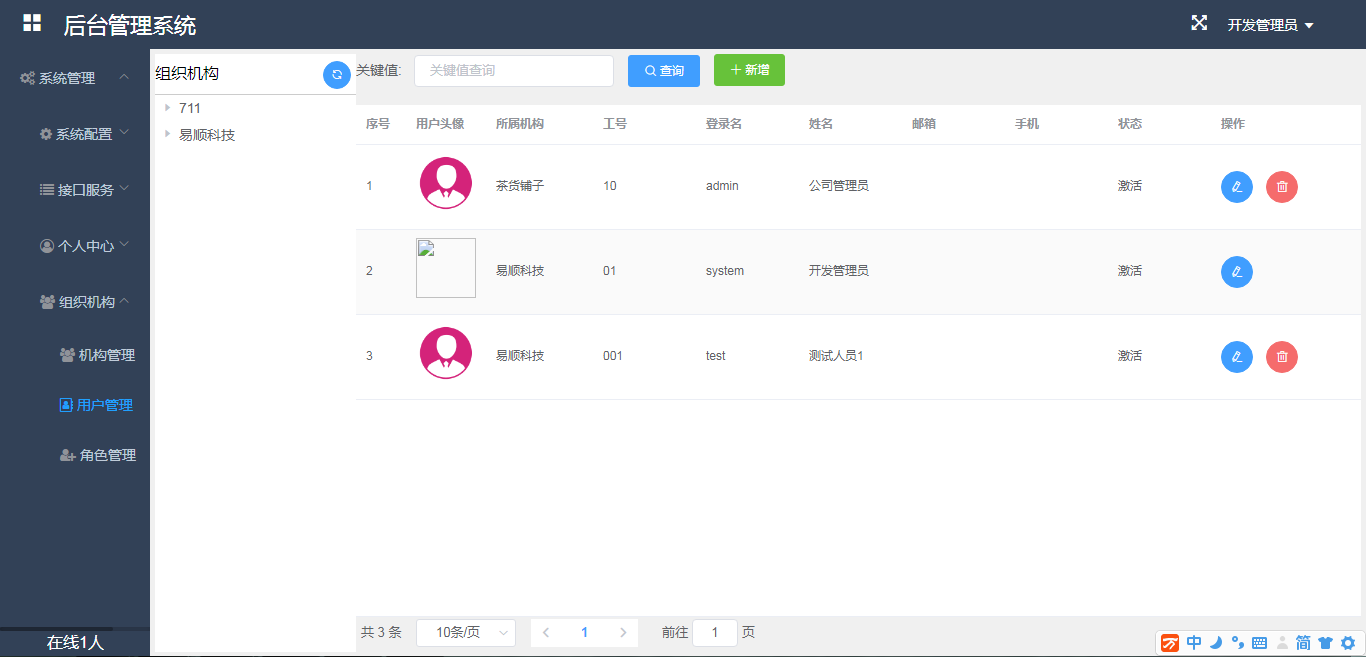 后台管理系统
开发管理员
系统管理
系统配置
接口服务
个人中心
组织机构
机构管理
用户管理
角色管理
在线1人
组织机构
711
易顺科技
关键值: 关键值查询 查询 新增
序号 用户头像 所属机构 工号 登录名 姓名 邮箱 手机 状态 操作
1 茶货铺子 10 admin 公司管理员 激活
2 易顺科技 01 system 开发管理员 激活
3 易顺科技 001 test 测试人员1 激活
共 3 条 10条/页 1 前往 1 页
中 简